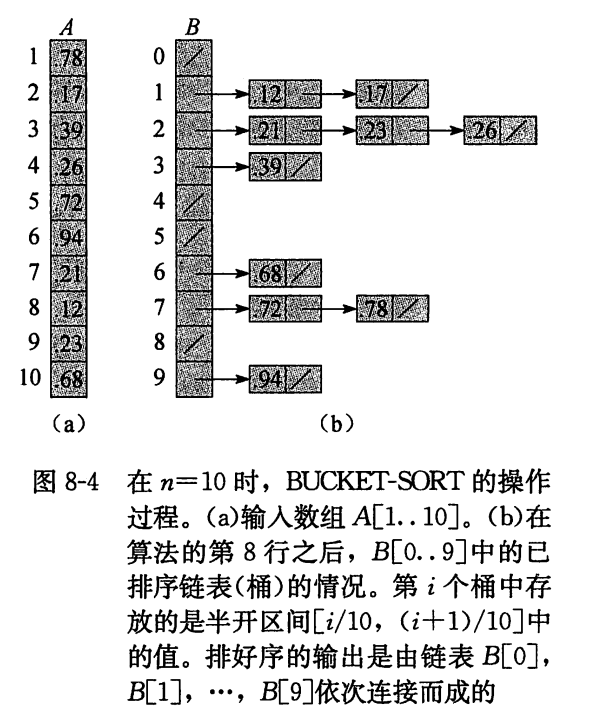 A B
1 .78 0 /
2 .17 1 .12 .17 /
3 .39 2 .21 .23 .26 /
4 .26 3 .39 /
5 .72 4 /
6 .94 5 /
7 .21 6 .68 /
8 .12 7 .72 .78 /
9 .23 8 /
10 .68 9 .94 /
(a) (b)
图 8-4 在 n=10 时，BUCKET-SORT 的操作
过程。(a)输入数组 A[1..10]。(b)在
算法的第 8 行之后，B[0..9]中的已
排序链表(桶)的情况。第 i 个桶中存
放的是半开区间[i/10，(i+1)/10]中
的值。排好序的输出是由链表 B[0]，
B[1]，…，B[9]依次连接而成的